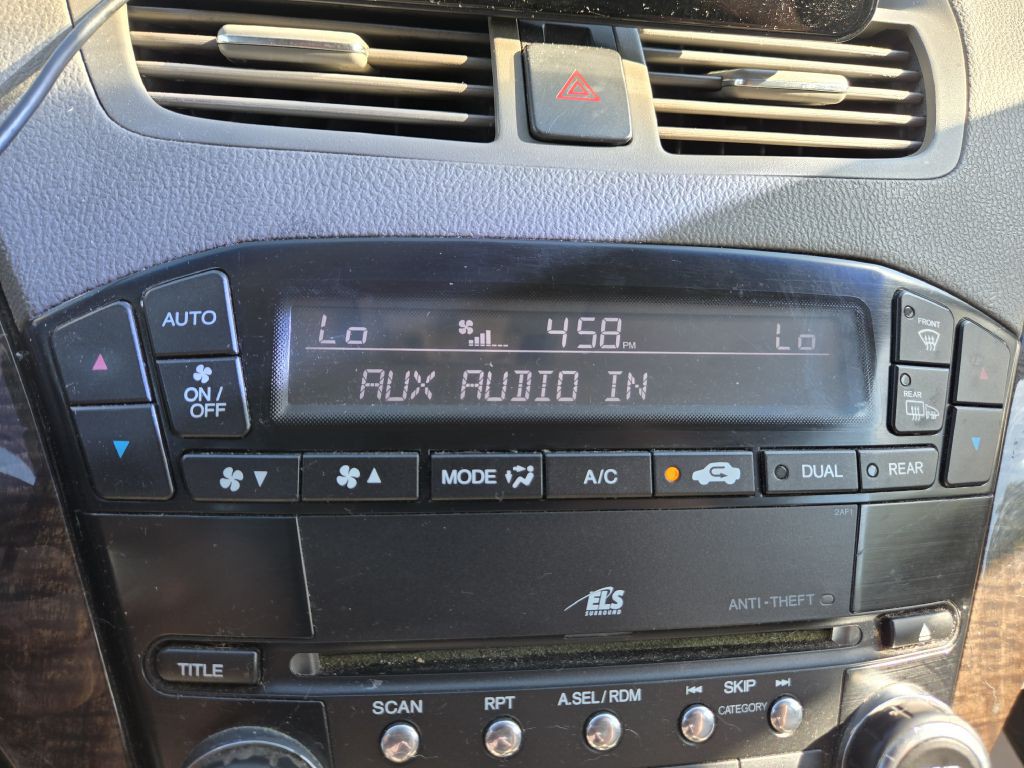 AUTO
Lo 458 PM Lo
AUX AUDIO IN
FRONT
ON /
OFF
REAR
MODE
A/C
DUAL
REAR
2AP1
ELS
SURROUND
ANTI-THEFT
TITLE
SCAN
RPT
A.SEL/RDM
SKIP
CATEGORY